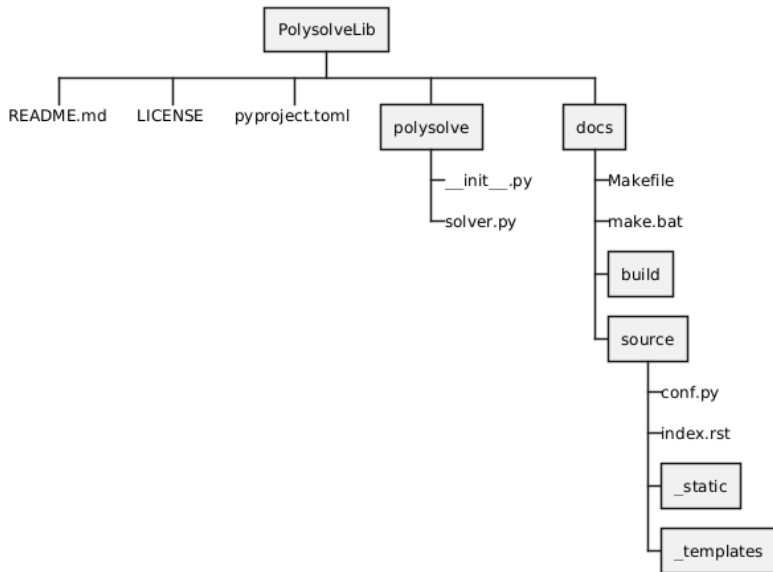 PolysolveLib
README.md
LICENSE
pyproject.toml
polysolve
docs
__init__.py
solver.py
Makefile
make.bat
build
source
conf.py
index.rst
_static
_templates